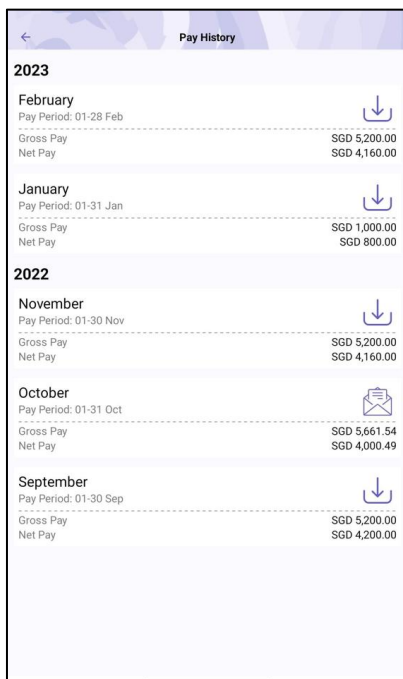 Pay History
2023
February
Pay Period: 01-28 Feb
Gross Pay SGD 5,200.00
Net Pay SGD 4,160.00
January
Pay Period: 01-31 Jan
Gross Pay SGD 1,000.00
Net Pay SGD 800.00
2022
November
Pay Period: 01-30 Nov
Gross Pay SGD 5,200.00
Net Pay SGD 4,160.00
October
Pay Period: 01-31 Oct
Gross Pay SGD 5,661.54
Net Pay SGD 4,000.49
September
Pay Period: 01-30 Sep
Gross Pay SGD 5,200.00
Net Pay SGD 4,200.00